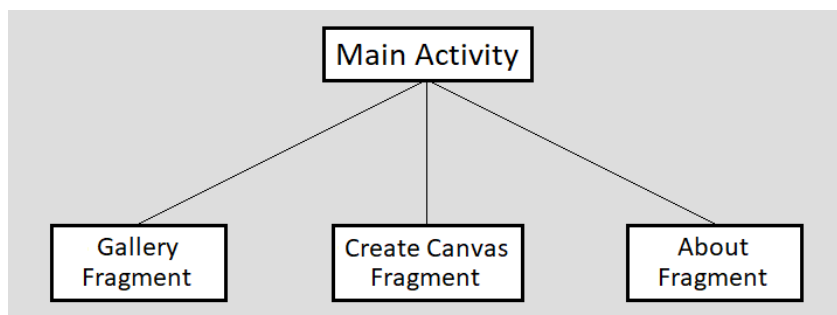 Main Activity
Gallery
Fragment
Create Canvas
Fragment
About
Fragment